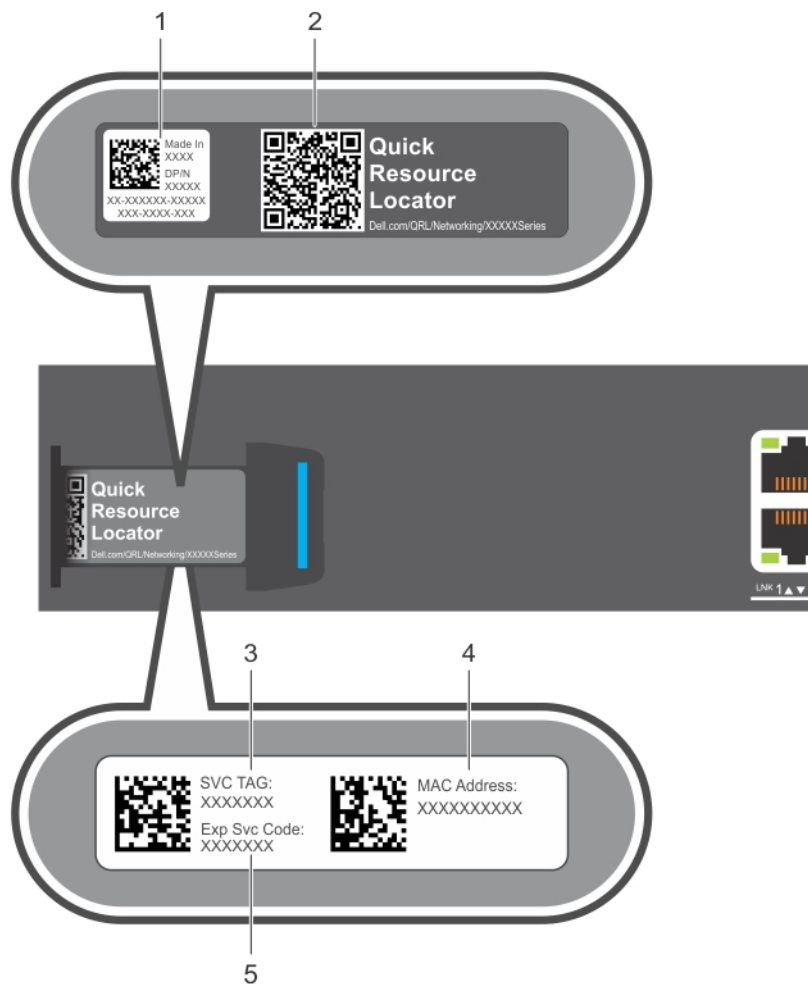 1
2
Made In
XXXX
DP/N
XXXXX
XX-XXXXXX-XXXXX
XXX-XXXX-XXX
Quick
Resource
Locator
Dell.com/QRL/Networking/XXXXXSeries
Quick
Resource
Locator
Dell.com/QRL/Networking/XXXXXSeries
LNK 1▲▼
3
4
SVC TAG:
XXXXXXX
Exp Svc Code:
XXXXXXX
MAC Address:
XXXXXXXXXX
5